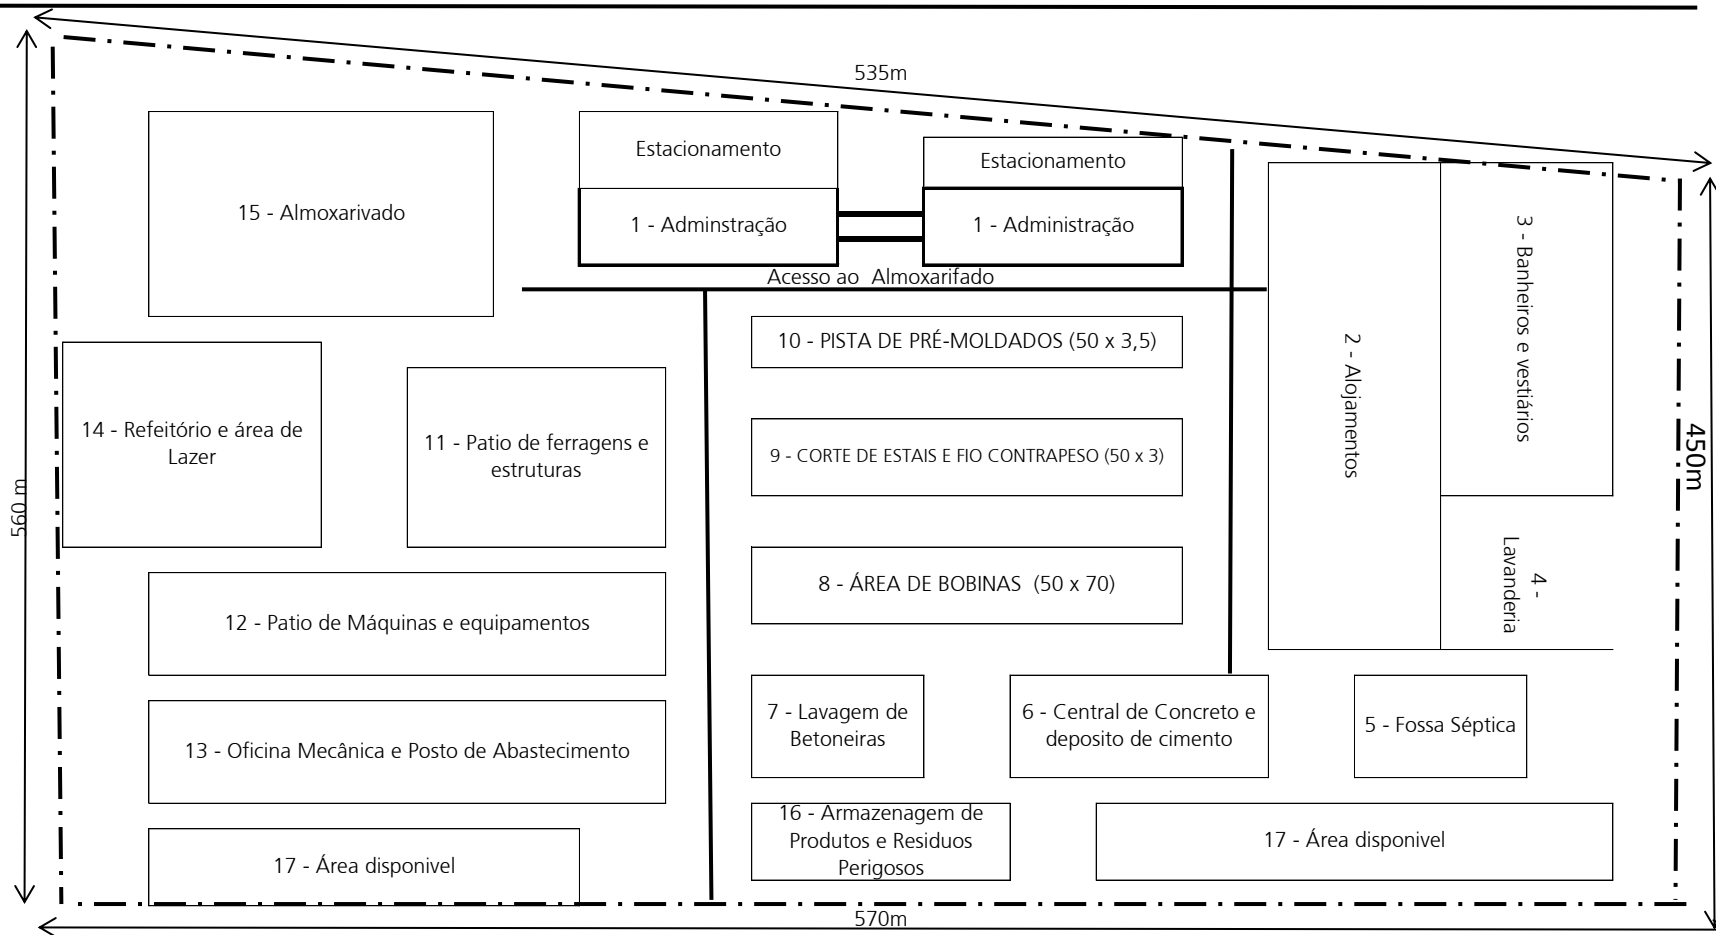 535m
Estacionamento
Estacionamento
15 - Almoxarivado
1 - Adminstração
1 - Administração
Acesso ao Almoxarifado
3 - Banheiros e vestiários
10 - PISTA DE PRÉ-MOLDADOS (50 x 3,5)
2 - Alojamentos
14 - Refeitório e área de
Lazer
11 - Patio de ferragens e
estruturas
9 - CORTE DE ESTAIS E FIO CONTRAPESO (50 x 3)
450m
560 m
8 - ÁREA DE BOBINAS (50 x 70)
4 -
Lavanderia
12 - Patio de Máquinas e equipamentos
7 - Lavagem de
Betoneiras
6 - Central de Concreto e
deposito de cimento
5 - Fossa Séptica
13 - Oficina Mecânica e Posto de Abastecimento
16 - Armazenagem de
Produtos e Residuos
Perigosos
17 - Área disponivel
17 - Área disponivel
570m